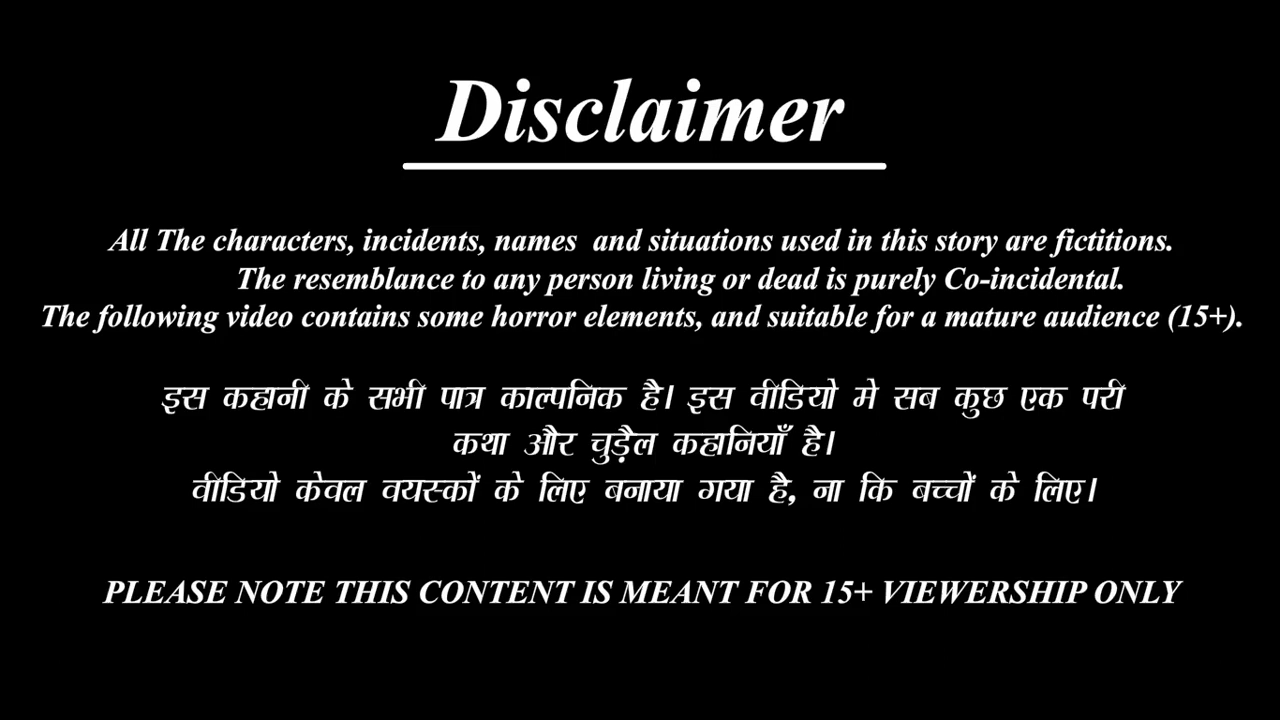 Disclaimer
All The characters, incidents, names and situations used in this story are fictitions.
The resemblance to any person living or dead is purely Co-incidental.
The following video contains some horror elements, and suitable for a mature audience (15+).
इस कहानी के सभी पात्र काल्पनिक है। इस वीडियो मे सब कुछ एक परी
कथा और चुड़ैल कहानियाँ है।
वीडियो केवल वयस्कों के लिए बनाया गया है, ना कि बच्चों के लिए।
PLEASE NOTE THIS CONTENT IS MEANT FOR 15+ VIEWERSHIP ONLY